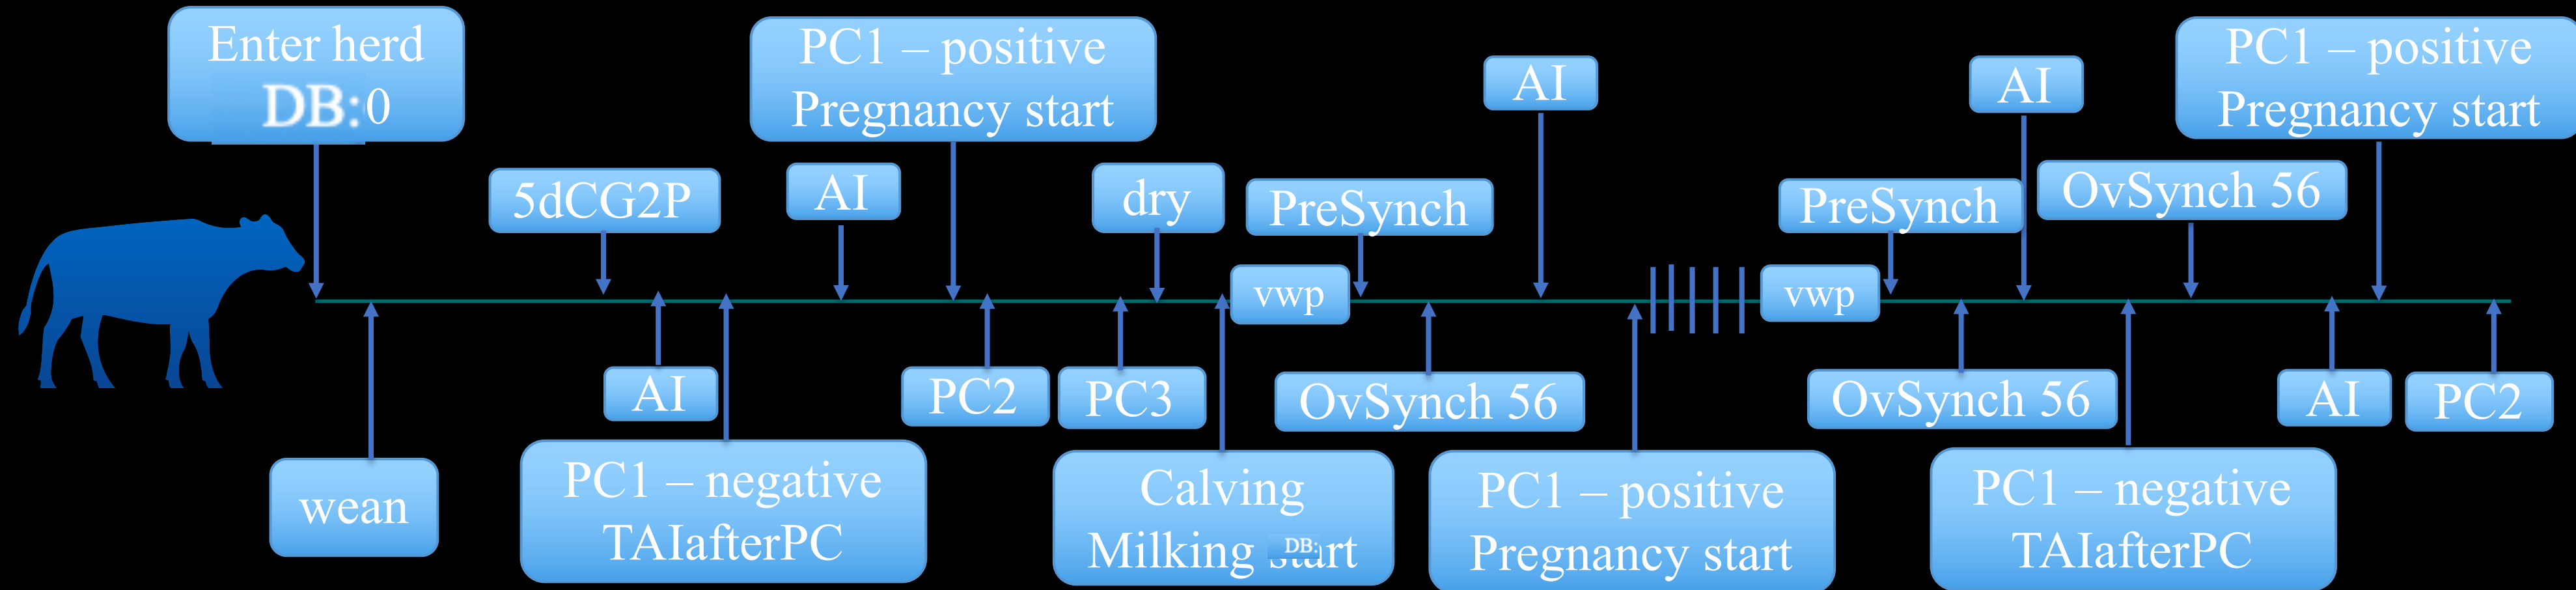 Enter herd
DB:0
PC1 – positive
Pregnancy start
AI
AI
PC1 – positive
Pregnancy start
5dCG2P
AI
dry
PreSynch
PreSynch
OvSynch 56
vwp
vwp
AI
PC2
PC3
OvSynch 56
OvSynch 56
AI
PC2
wean
PC1 – negative
TAIafterPC
Calving
Milking DB:
PC1 – positive
Pregnancy start
PC1 – negative
TAIafterPC